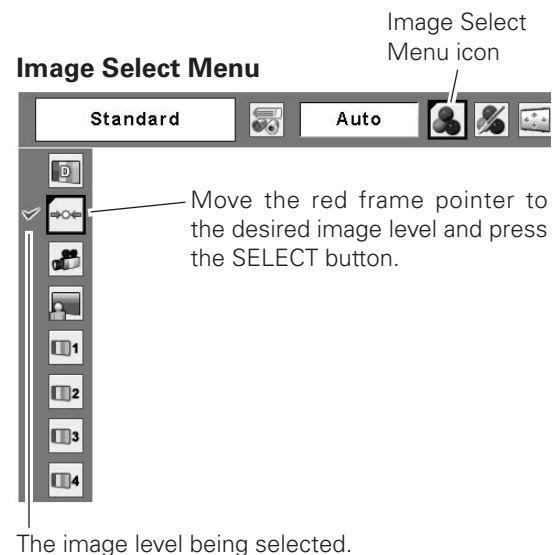 Image Select
Menu icon
Image Select Menu
Standard
Auto
D
Move the red frame pointer to
the desired image level and press
the SELECT button.
1
2
3
4
The image level being selected.